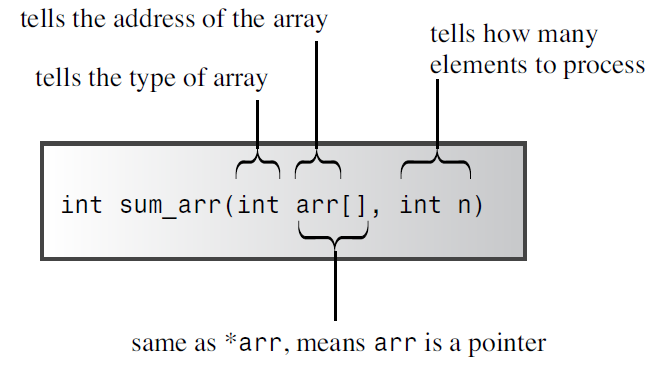 tells the address of the array
tells how many
elements to process
tells the type of array
int sum_arr(int arr[], int n)
same as *arr, means arr is a pointer